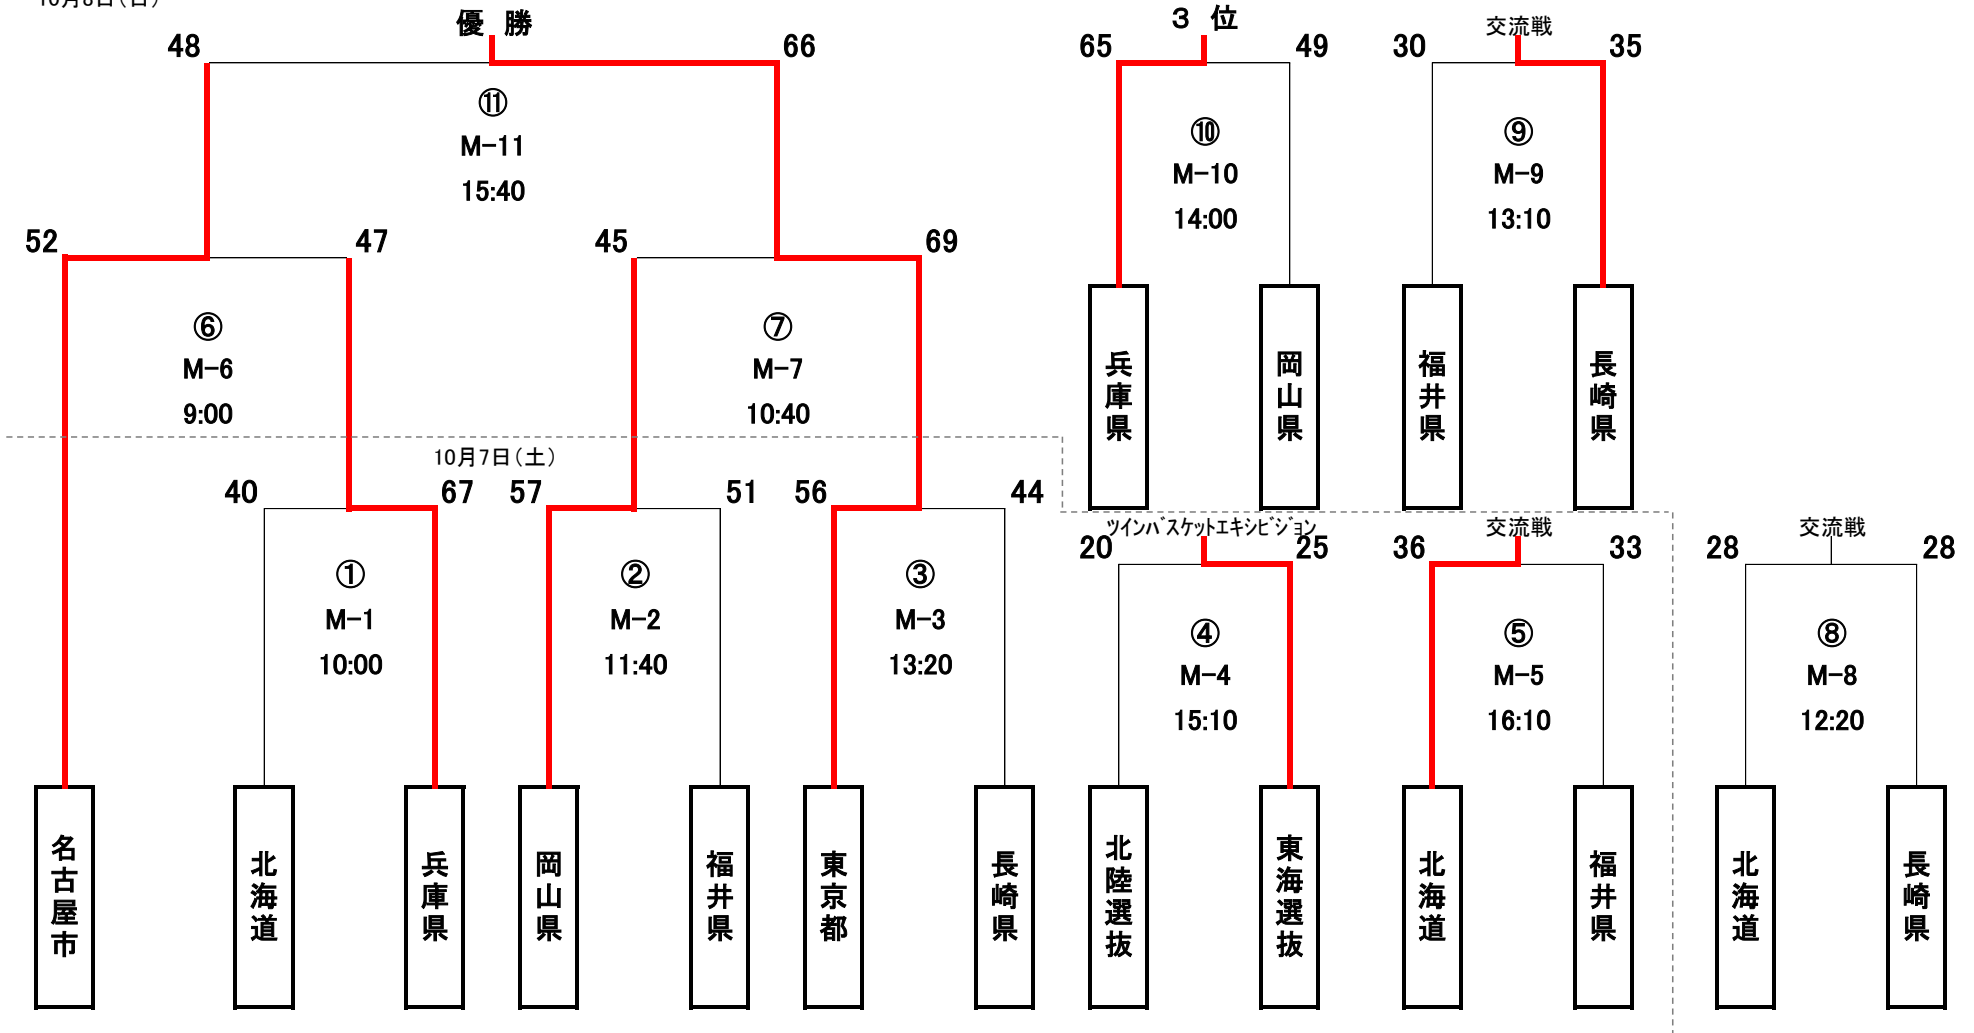 10月8日(日)
優 勝
3 位
交流戦
48
66
65
49
30
35
⑪
M-11
15:40
⑩
M-10
14:00
⑨
M-9
13:10
52
47
45
69
⑥
M-6
9:00
⑦
M-7
10:40
兵庫県
岡山県
福井県
長崎県
10月7日(土)
40
67
57
51
56
44
ツインバスケットエキシビジョン
交流戦
交流戦
20
25
36
33
28
28
①
M-1
10:00
②
M-2
11:40
③
M-3
13:20
④
M-4
15:10
⑤
M-5
16:10
⑧
M-8
12:20
名古屋市
北海道
兵庫県
岡山県
福井県
東京都
長崎県
北陸選抜
東海選抜
北海道
福井県
北海道
長崎県